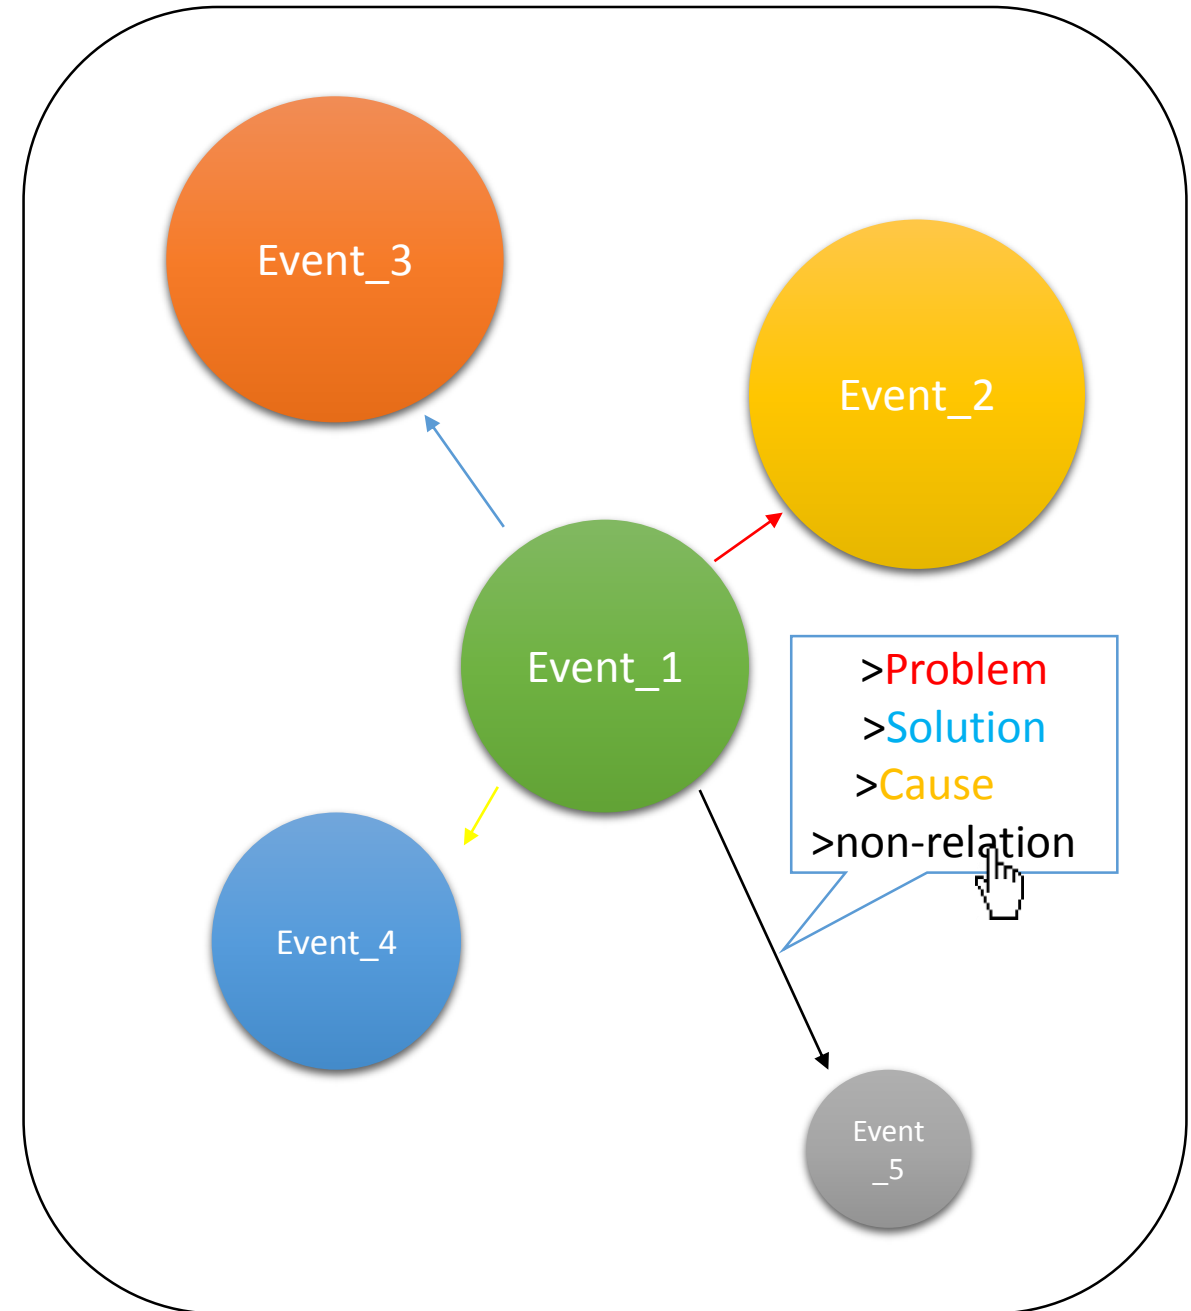 Event_3
Event_2
Event_1
>Problem
>Solution
>Cause
>non-relation
Event_4
Event
_5